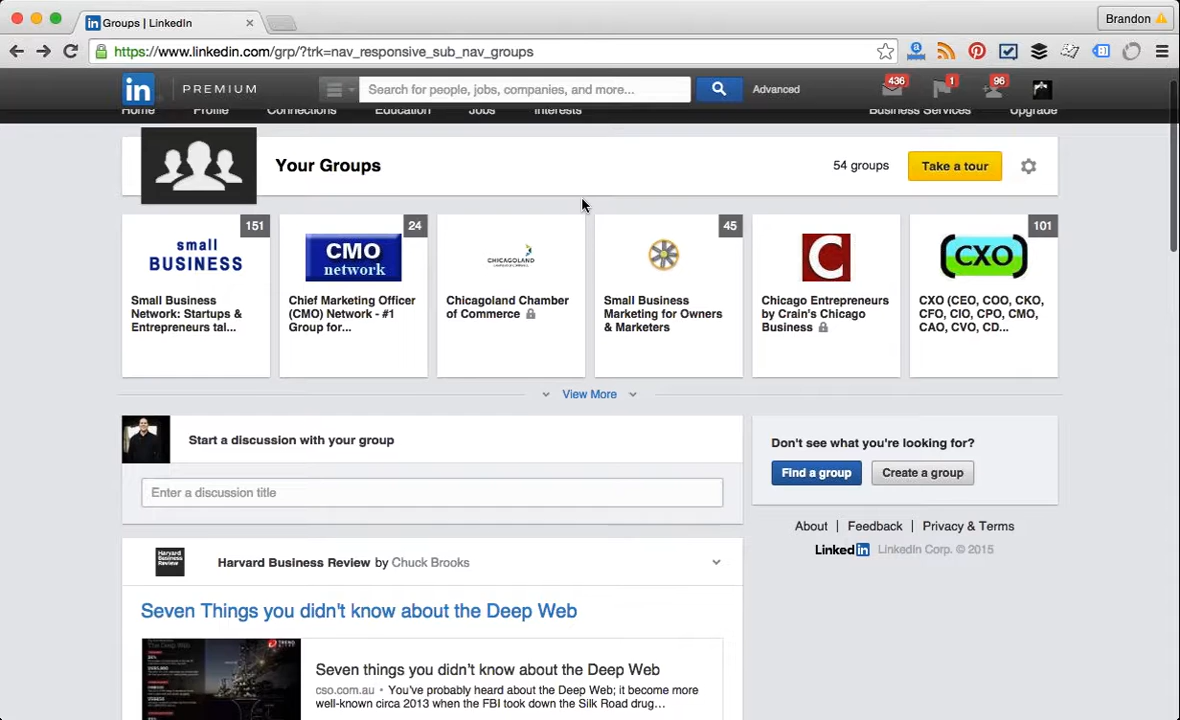 Groups | LinkedIn
Brandon
https://www.linkedin.com/grp/?trk=nav_responsive_sub_nav_groups
in PREMIUM
Search for people, jobs, companies, and more...
Advanced
436
1
96
Home Profile Connections Education Jobs Interests Business Services Upgrade
Your Groups
54 groups
Take a tour
151
small
BUSINESS
Small Business
Network: Startups &
Entrepreneurs tal...
24
CMO
network
Chief Marketing Officer
(CMO) Network - #1
Group for...
CHICAGOLAND
Chicagoland Chamber
of Commerce
45
Small Business
Marketing for Owners
& Marketers
C
Chicago Entrepreneurs
by Crain's Chicago
Business
101
CXO
CXO (CEO, COO, CKO,
CFO, CIO, CPO, CMO,
CAO, CVO, CD...
View More
Start a discussion with your group
Enter a discussion title
Don't see what you're looking for?
Find a group
Create a group
About | Feedback | Privacy & Terms
LinkedIn LinkedIn Corp. © 2015
Harvard
Business
Review
Harvard Business Review by Chuck Brooks
Seven Things you didn't know about the Deep Web
Seven things you didn't know about the Deep Web
cso.com.au • You've probably heard about the Deep Web; it become more
well-known circa 2013 when the FBI took down the Silk Road drug...